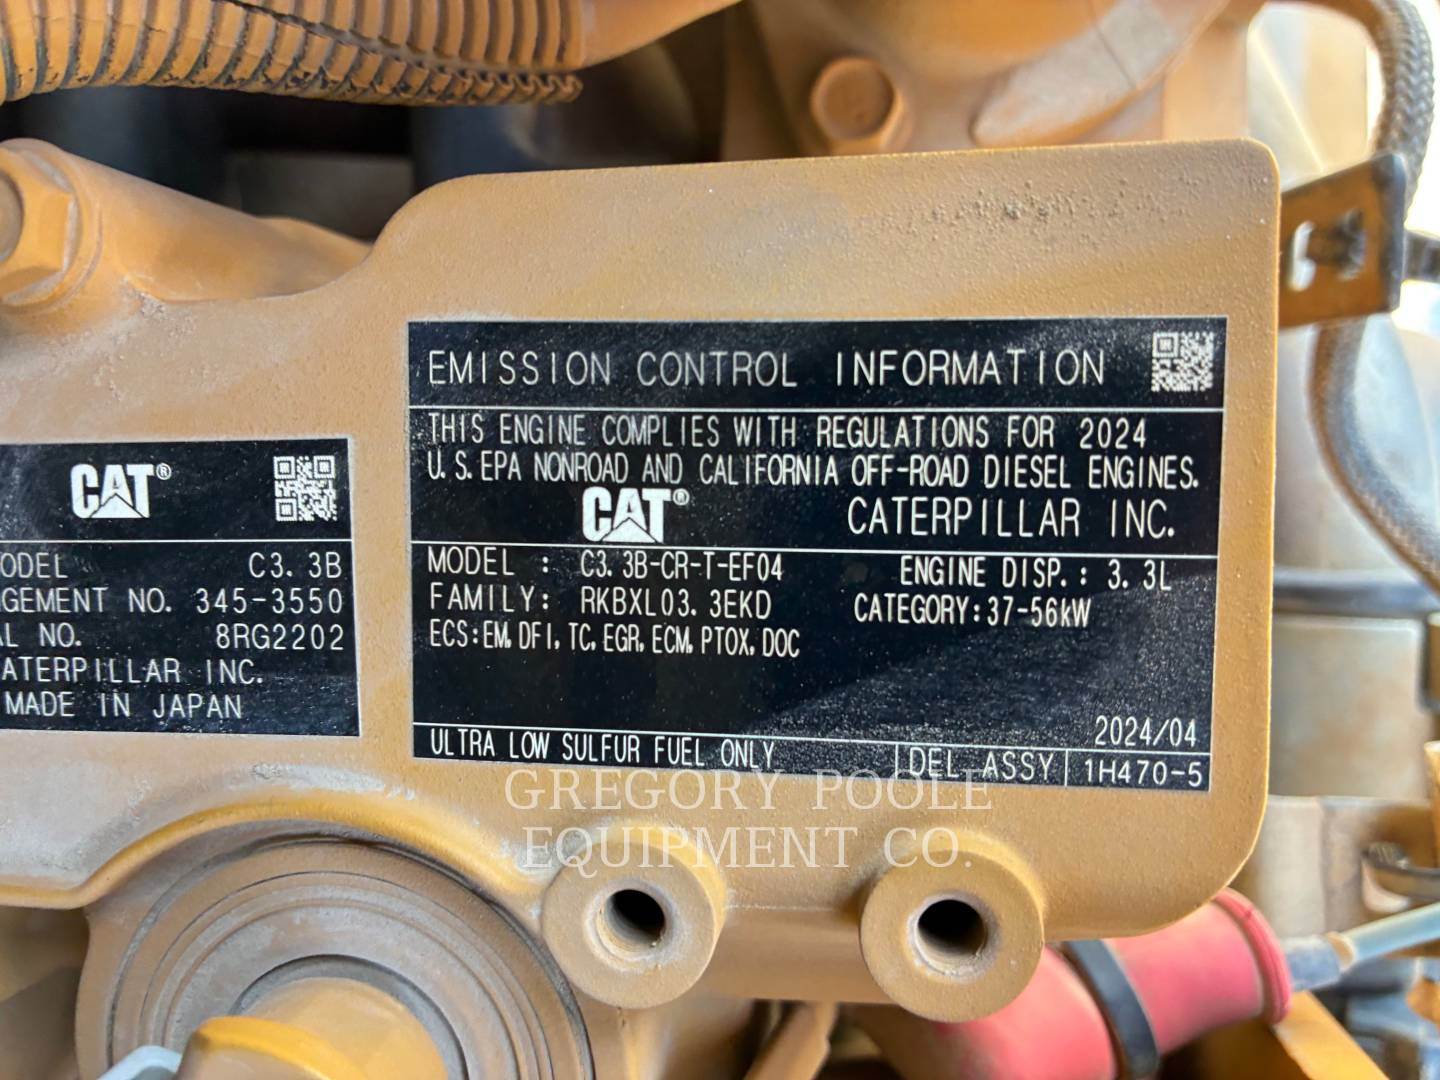 EMISSION CONTROL INFORMATION
THIS ENGINE COMPLIES WITH REGULATIONS FOR 2024
U.S. EPA NONROAD AND CALIFORNIA OFF-ROAD DIESEL ENGINES.
CAT® CATERPILLAR INC.
MODEL : C3.3B-CR-T-EF04 ENGINE DISP.: 3.3L
FAMILY: RKBXL03.3EKD CATEGORY:37-56kW
ECS:EM, DFI, TC, EGR, ECM, PTOX, DOC
2024/04
ULTRA LOW SULFUR FUEL ONLY DEL ASSY 1H470-5
CAT®
ODEL C3.3B
GEMENT NO. 345-3550
AL NO. 8RG2202
ATERPILLAR INC.
MADE IN JAPAN
GREGORY POOLE
EQUIPMENT CO.